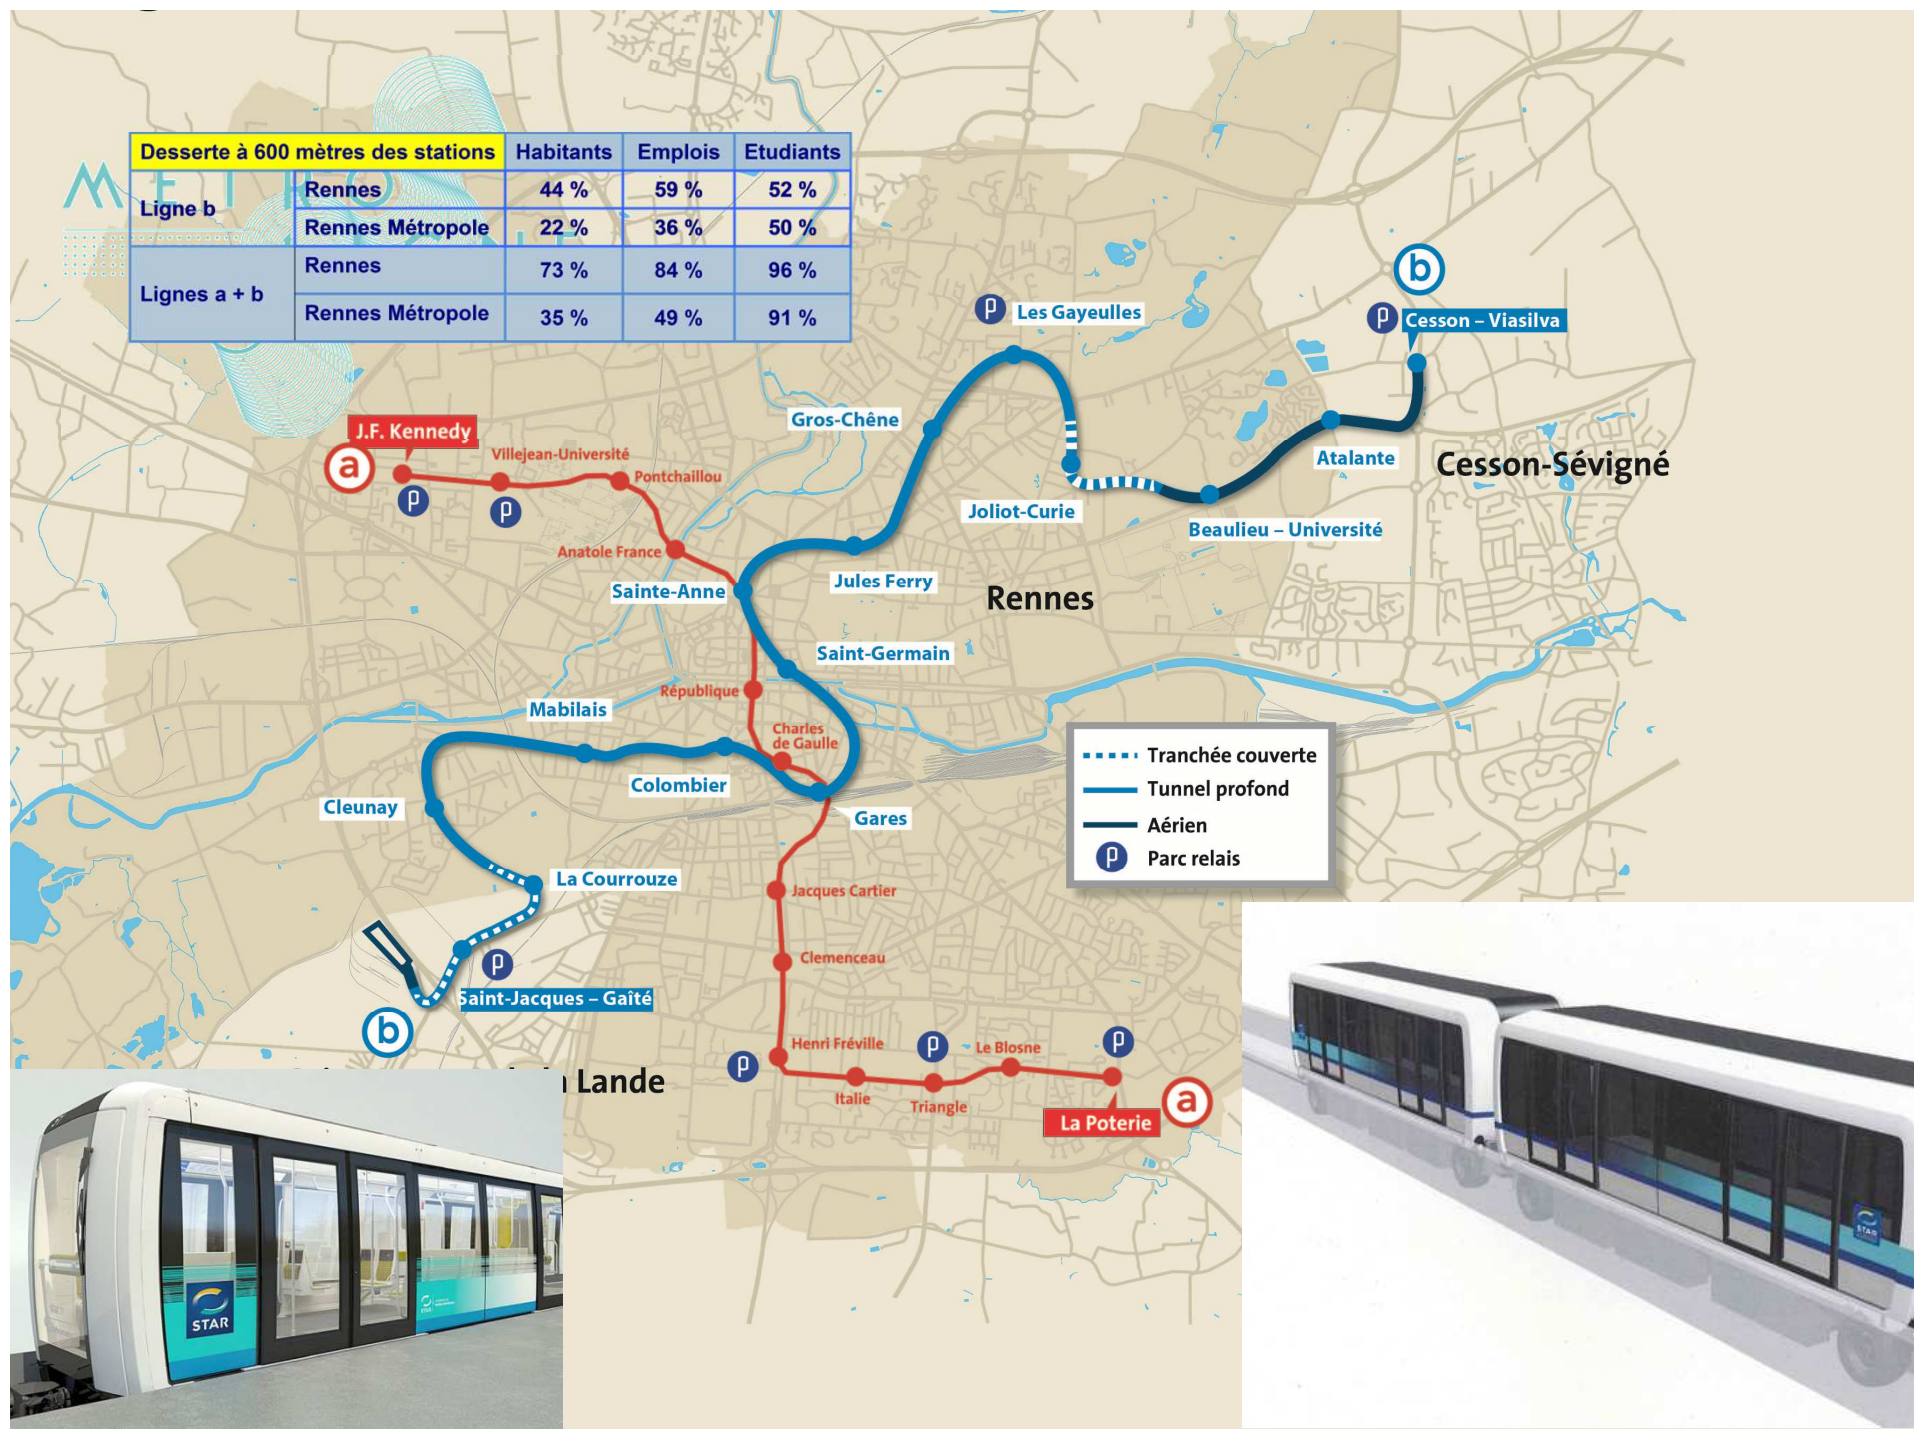 Desserte à 600 mètres des stations Habitants Emplois Etudiants
Ligne b Rennes 44 % 59 % 52 %
Rennes Métropole 22 % 36 % 50 %
Lignes a + b Rennes 73 % 84 % 96 %
Rennes Métropole 35 % 49 % 91 %
METRO
b
P Les Gayeulles
P Cesson – Viasilva
Gros-Chêne
J.F. Kennedy
a
Villejean-Université
Pontchaillou
P
P
Atalante
Cesson-Sévigné
Joliot-Curie
Beaulieu – Université
Anatole France
Sainte-Anne
Jules Ferry
Rennes
Saint-Germain
République
Mabilais
Charles
de Gaulle
Colombier
Cleunay
Gares
Tranchée couverte
Tunnel profond
Aérien
P Parc relais
La Courrouze
Jacques Cartier
Clemenceau
P
Saint-Jacques – Gaîté
b
Henri Fréville
P
P
Le Blosne
P
Italie
Triangle
La Poterie
a
Lande
STAR
STAR
STAR